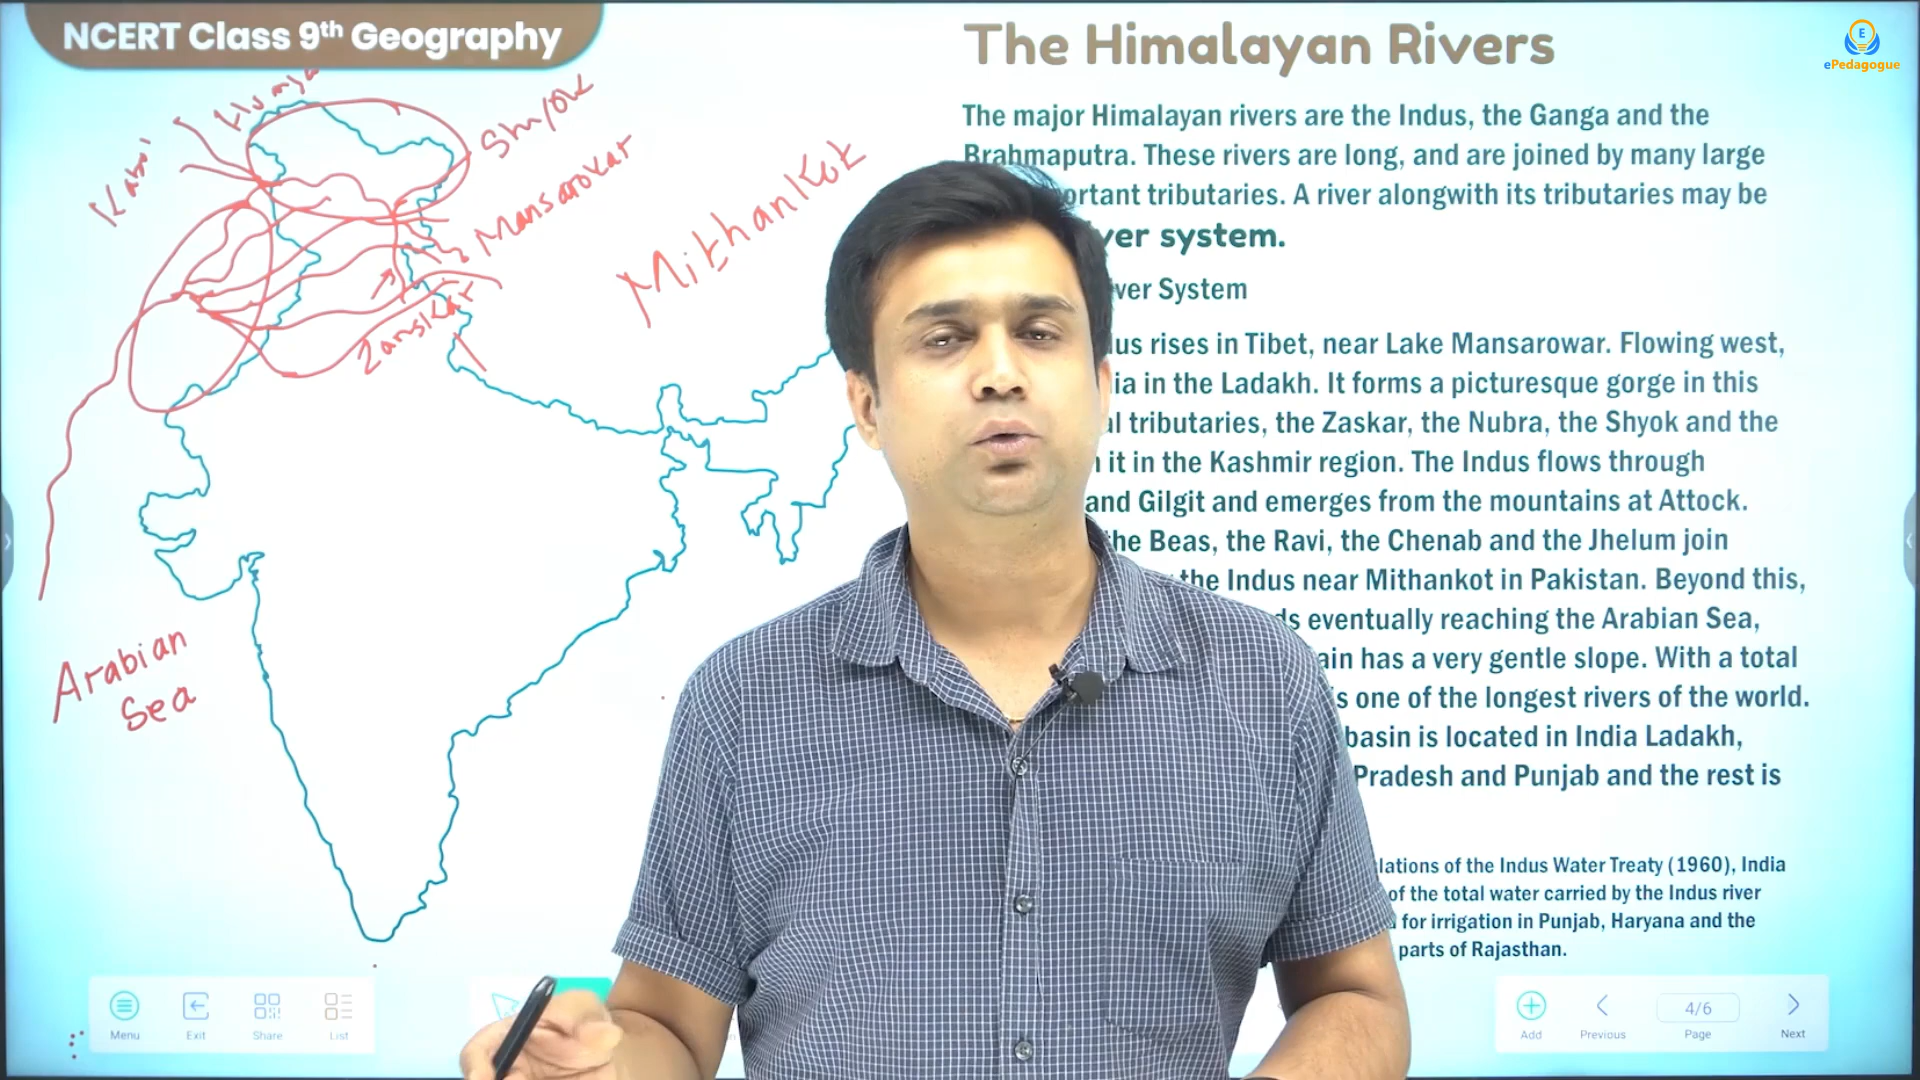 NCERT Class 9th Geography
The Himalayan Rivers
E
ePedagogue
The major Himalayan rivers are the Indus, the Ganga and the
Brahmaputra. These rivers are long, and are joined by many large
tributaries. A river alongwith its tributaries may be
system.
System
rises in Tibet, near Lake Mansarowar. Flowing west,
in the Ladakh. It forms a picturesque gorge in this
tributaries, the Zaskar, the Nubra, the Shyok and the
it in the Kashmir region. The Indus flows through
and Gilgit and emerges from the mountains at Attock.
the Beas, the Ravi, the Chenab and the Jhelum join
the Indus near Mithankot in Pakistan. Beyond this,
eventually reaching the Arabian Sea,
has a very gentle slope. With a total
is one of the longest rivers of the world.
basin is located in India Ladakh,
Pradesh and Punjab and the rest is
of the Indus Water Treaty (1960), India
of the total water carried by the Indus river
for irrigation in Punjab, Haryana and the
parts of Rajasthan.
Shyok
Mansarovar
Mithankot
Zanskar
Arabian
Sea
Menu
Exit
Share
List
Add
Previous
4/6
Page
Next